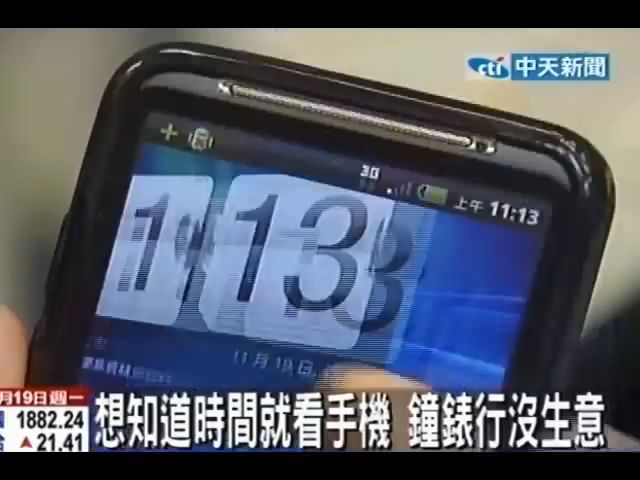 cti 中天新聞
3G
上午 11:13
11
13
11月19日
月19日週一
1882.24
▲21.41
想知道時間就看手機 鐘錶行沒生意